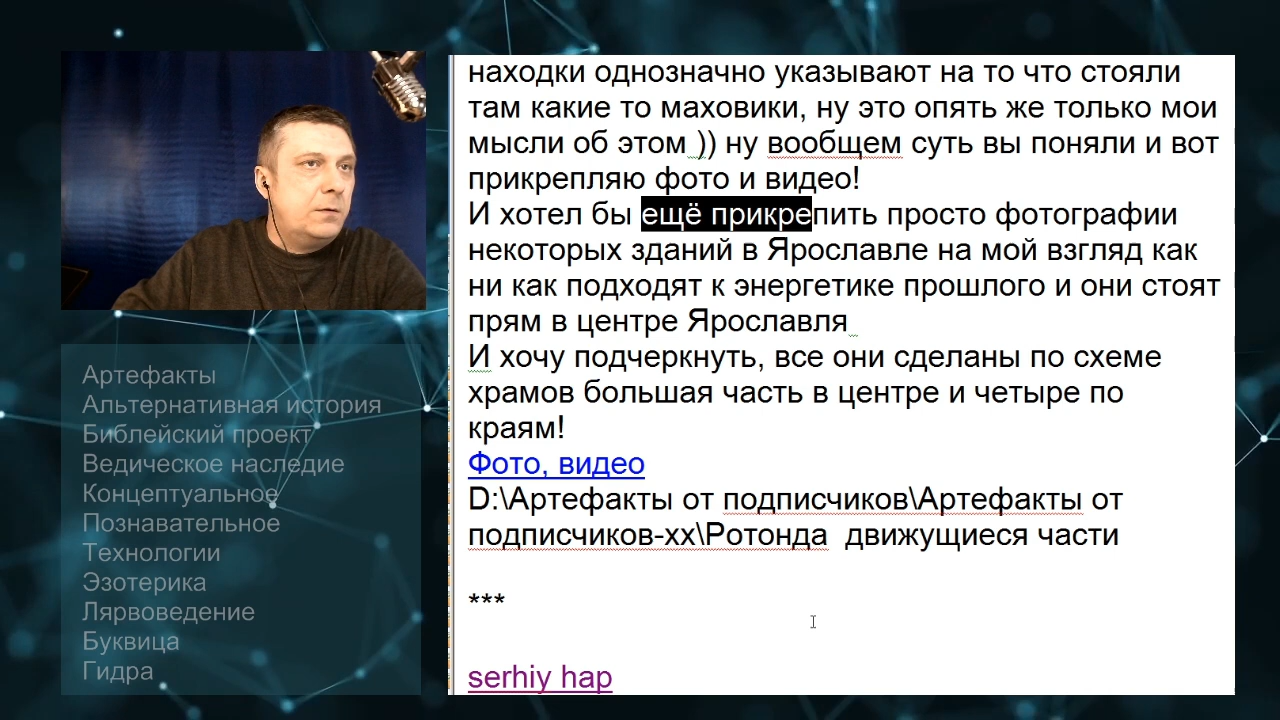 находки однозначно указывают на то что стояли
там какие то маховики, ну это опять же только мои
мысли об этом )) ну вообщем суть вы поняли и вот
прикрепляю фото и видео!
И хотел бы ещё прикрепить просто фотографии
некоторых зданий в Ярославле на мой взгляд как
ни как подходят к энергетике прошлого и они стоят
прям в центре Ярославля
И хочу подчеркнуть, все они сделаны по схеме
храмов большая часть в центре и четыре по
краям!
Фото, видео
D:\Артефакты от подписчиков\Артефакты от
подписчиков-хх\Ротонда  движущиеся части
***
serhiy hap
Артефакты
Альтернативная история
Библейский проект
Ведическое наследие
Концептуальное
Познавательное
Технологии
Эзотерика
Лярвоведение
Буквица
Гидра